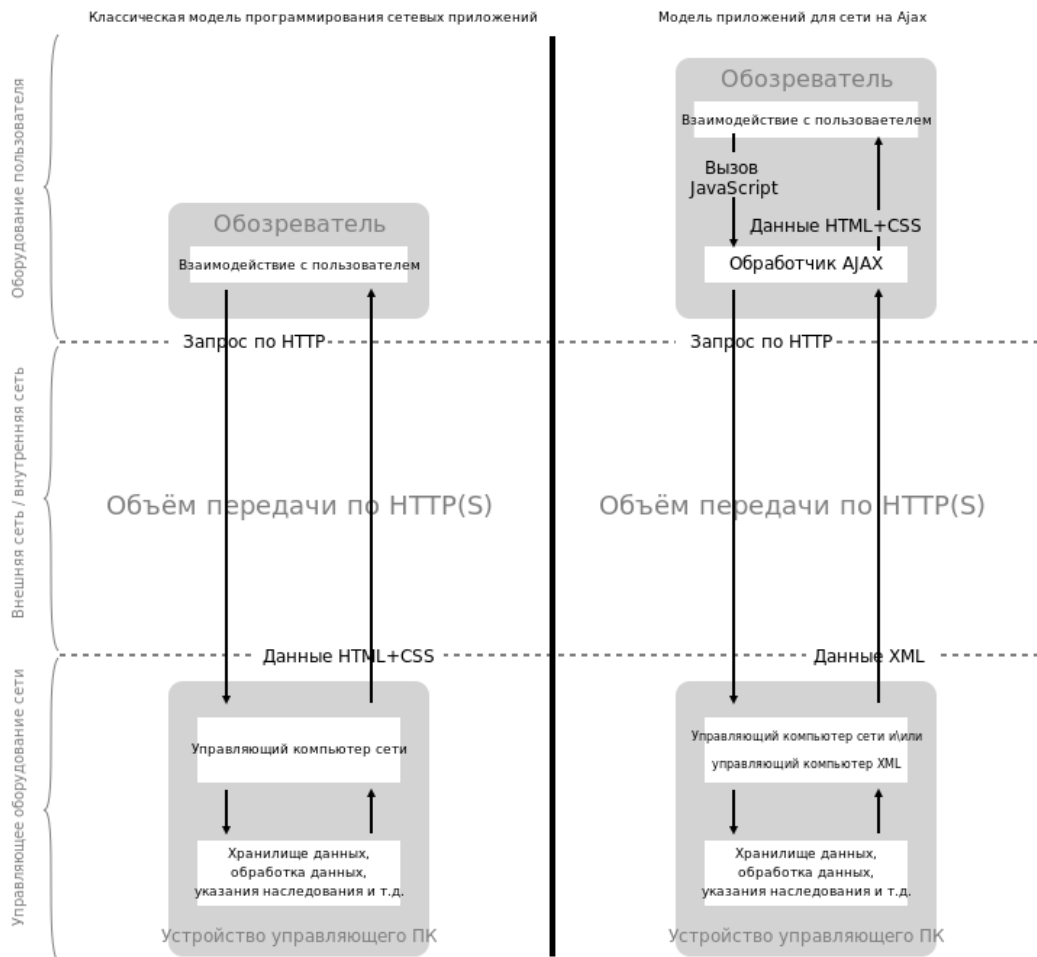 Классическая модель программирования сетевых приложений
Модель приложений для сети на Ajax
Оборудование пользователя
Внешняя сеть / внутренняя сеть
Управляющее оборудование сети
Обозреватель
Взаимодействие с пользователем
Запрос по HTTP
Объём передачи по HTTP(S)
Данные HTML+CSS
Управляющий компьютер сети
Хранилище данных,
обработка данных,
указания наследования и т.д.
Устройство управляющего ПК
Обозреватель
Взаимодействие с пользоваетелем
Вызов
JavaScript
Данные HTML+CSS
Обработчик AJAX
Запрос по HTTP
Объём передачи по HTTP(S)
Данные XML
Управляющий компьютер сети и\или
управляющий компьютер XML
Хранилище данных,
обработка данных,
указания наследования и т.д.
Устройство управляющего ПК